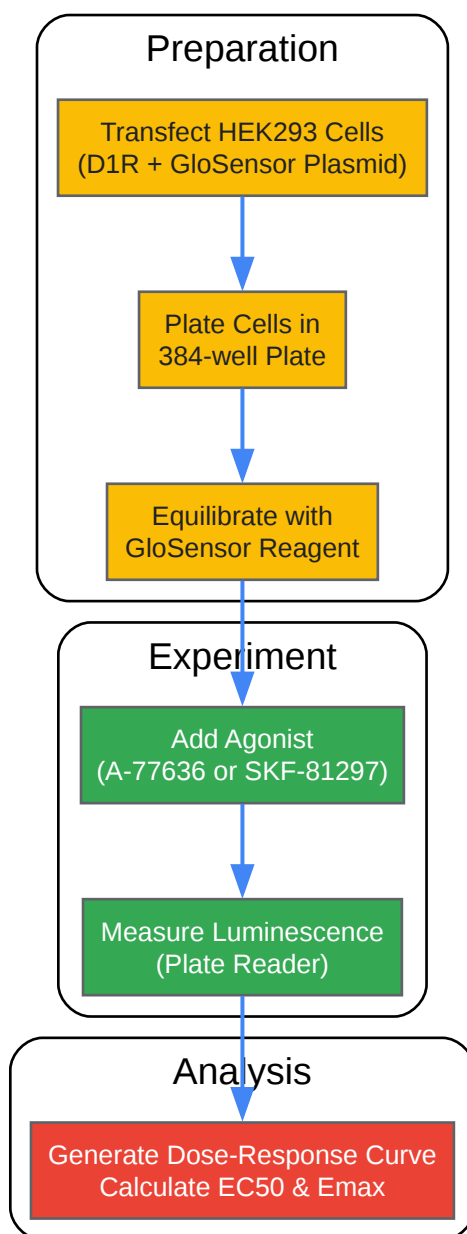 Preparation
Transfect HEK293 Cells
(D1R + GloSensor Plasmid)
Plate Cells in
384-well Plate
Equilibrate with
GloSensor Reagent
Experiment
Add Agonist
(A-77636 or SKF-81297)
Measure Luminescence
(Plate Reader)
Analysis
Generate Dose-Response Curve
Calculate EC50 & Emax